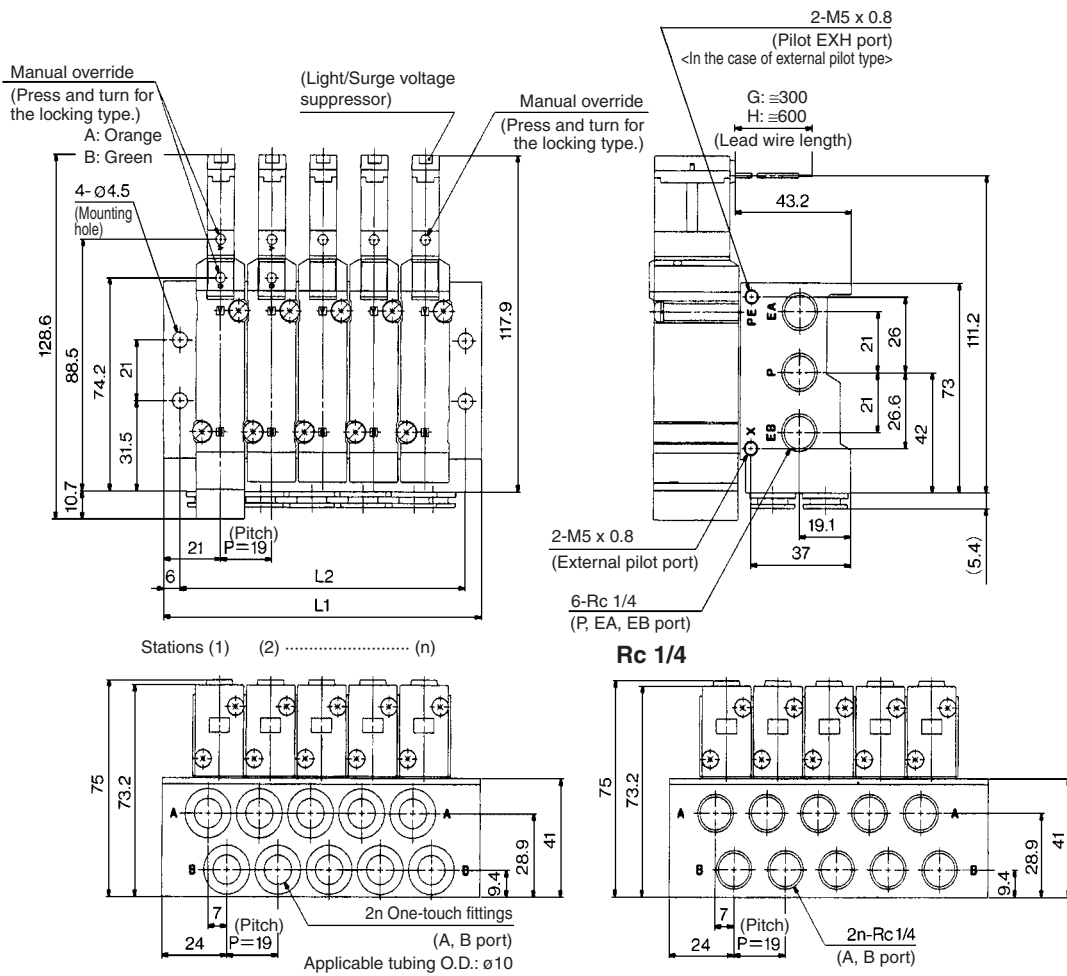 2-M5 x 0.8
(Pilot EXH port)
<In the case of external pilot type>
Manual override
(Press and turn for
the locking type.)
A: Orange
B: Green
(Light/Surge voltage
suppressor)
Manual override
(Press and turn for
the locking type.)
G: ≅300
H: ≅600
(Lead wire length)
4- Ø4.5
(Mounting
hole)
43.2
128.6
88.5
74.2
21
31.5
10.7
117.9
PE
EA
P
X
EB
21
26
21
26.6
42
73
111.2
(5.4)
19.1
37
(Pitch)
21
P=19
6
L2
L1
2-M5 x 0.8
(External pilot port)
6-Rc 1/4
(P, EA, EB port)
Stations (1) (2) ........................ (n)
Rc 1/4
75
73.2
A
A
B
B
41
28.9
9.4
7
(Pitch)
24
P=19
2n One-touch fittings
(A, B port)
Applicable tubing O.D.: ø10
75
73.2
A
A
B
B
41
28.9
9.4
7
(Pitch)
24
P=19
2n-Rc1/4
(A, B port)